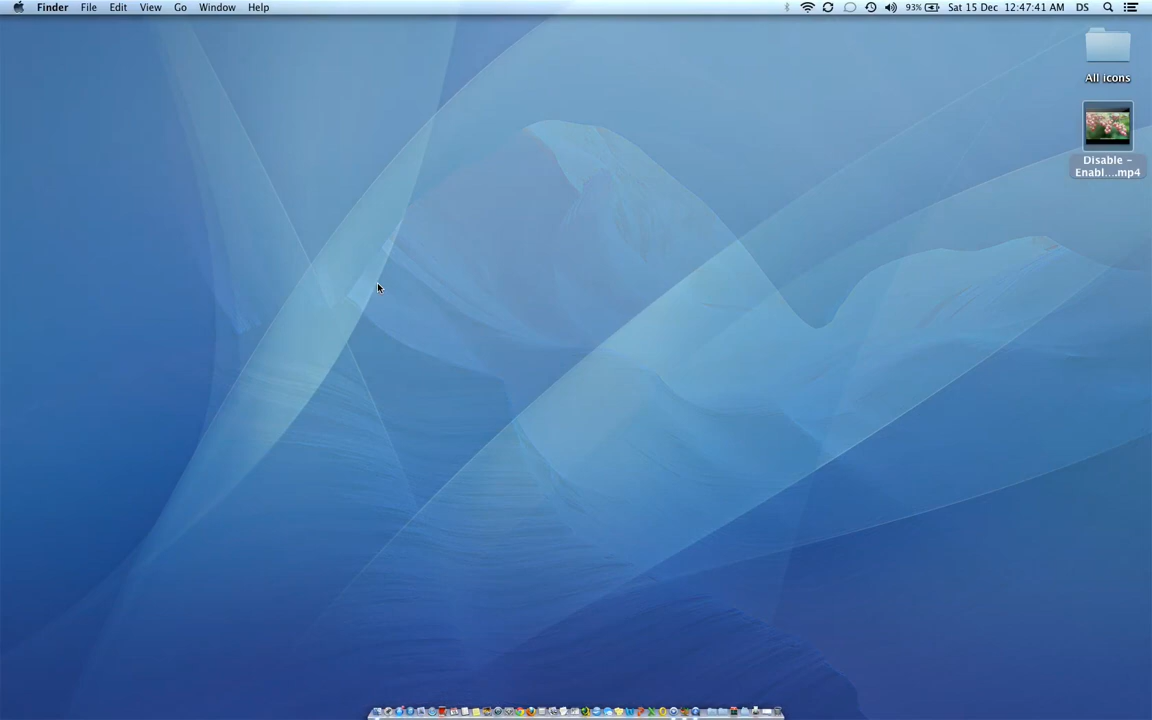 Finder File Edit View Go Window Help 93% Sat 15 Dec 12:47:41 AM DS
All icons
Disable -
Enabl....mp4